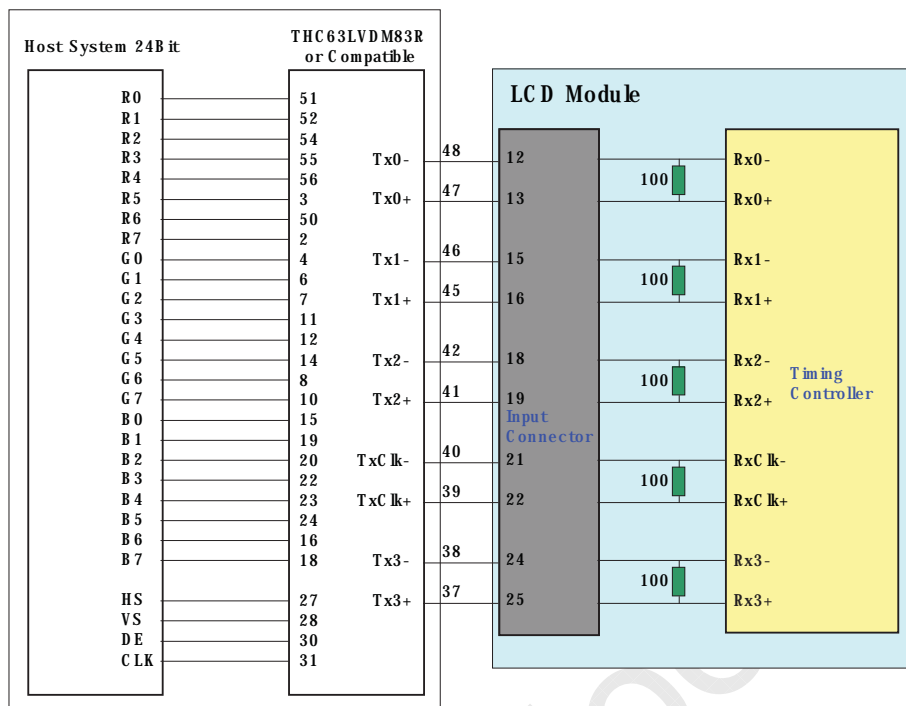 Host System 24Bit
THC63LVDM83R
or Compatible
LCD Module
R0 51
R1 52
R2 54
R3 55
R4 56
R5 3
R6 50
R7 2
G0 4
G1 6
G2 7
G3 11
G4 12
G5 14
G6 8
G7 10
B0 15
B1 19
B2 20
B3 22
B4 23
B5 24
B6 16
B7 18
HS 27
VS 28
DE 30
CLK 31
Tx0- 48 12 Rx0-
100
Tx0+ 47 13 Rx0+
Tx1- 46 15 Rx1-
100
Tx1+ 45 16 Rx1+
Tx2- 42 18 Rx2-
100
Tx2+ 41 19 Rx2+
TxClk- 40 21 RxClk-
100
TxClk+ 39 22 RxClk+
Tx3- 38 24 Rx3-
100
Tx3+ 37 25 Rx3+
Input
Connector
Timing
Controller